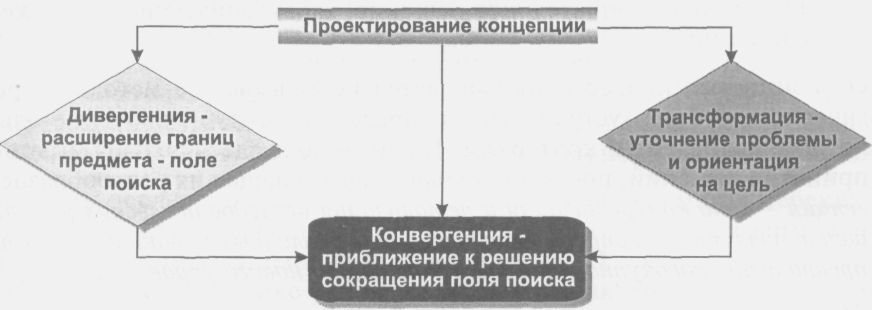 Проектирование концепции
Дивергенция -
расширение границ
предмета - поле
поиска
Трансформация -
уточнение проблемы
и ориентация
на цель
Конвергенция -
приближение к решению
сокращения поля поиска